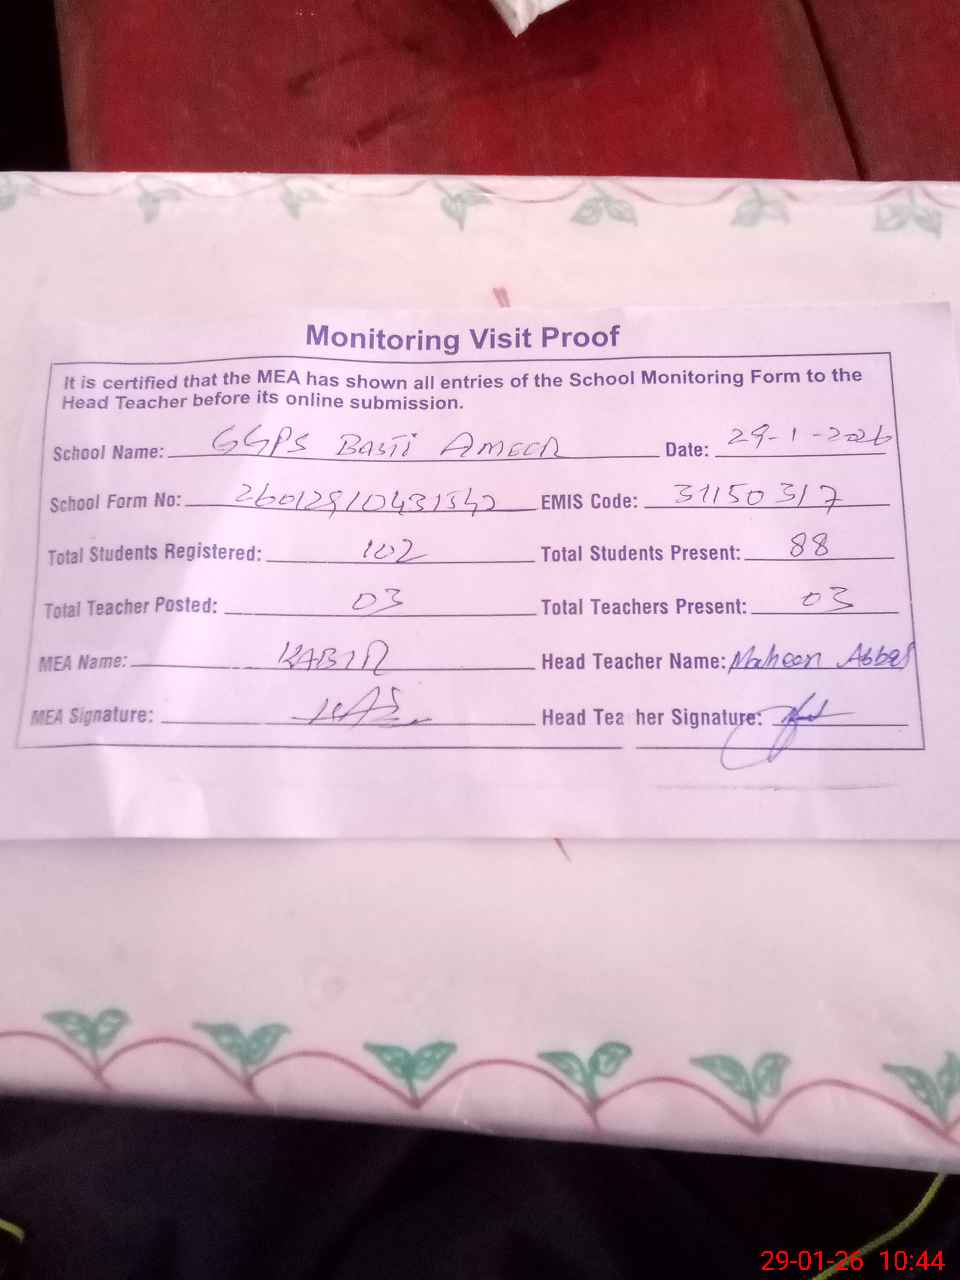 Monitoring Visit Proof
It is certified that the MEA has shown all entries of the School Monitoring Form to the
Head Teacher before its online submission.
School Name: GGPS BASTI AMEER Date: 29-1-2026
School Form No: EMIS Code: 31150317
Total Students Registered: 102 Total Students Present: 88
Total Teacher Posted: 03 Total Teachers Present: 03
MEA Name: KABIR Head Teacher Name: Maheen Abbas
MEA Signature: Head Tea her Signature:
29-01-26 10:44